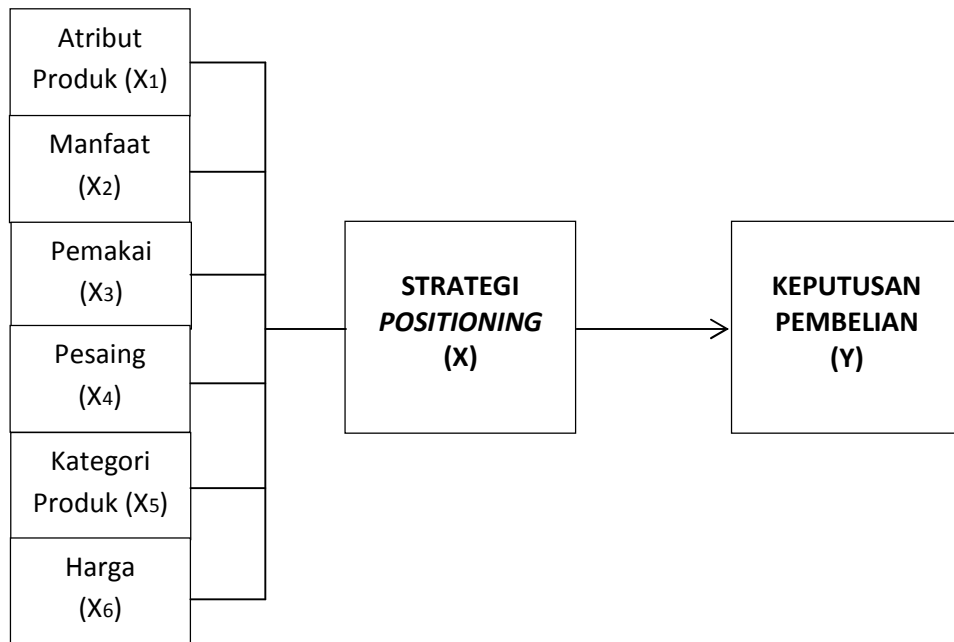 Atribut
Produk (X1)
Manfaat
(X2)
Pemakai
(X3)
Pesaing
(X4)
Kategori
Produk (X5)
Harga
(X6)
STRATEGI
POSITIONING
(X)
KEPUTUSAN
PEMBELIAN
(Y)